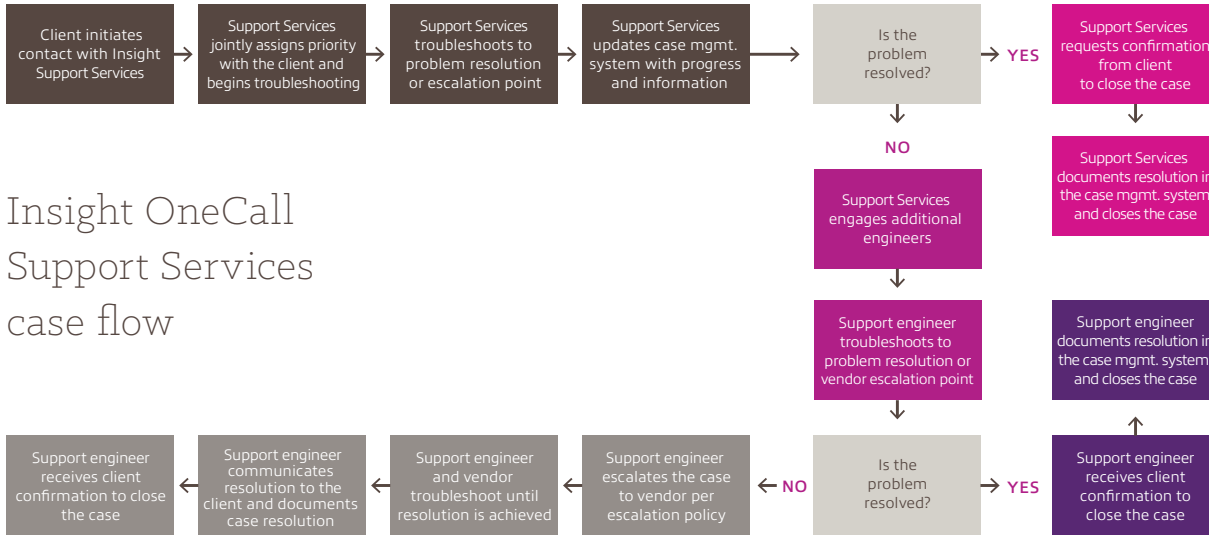 Client initiates
contact with Insight
Support Services
Support Services
jointly assigns priority
with the client and
begins troubleshooting
Support Services
troubleshoots to
problem resolution
or escalation point
Support Services
updates case mgmt.
system with progress
and information
Is the
problem
resolved?
YES
Support Services
requests confirmation
from client
to close the case
NO
Support Services
documents resolution in
the case mgmt. system
and closes the case
Insight OneCall
Support Services
case flow
Support Services
engages additional
engineers
Support engineer
troubleshoots to
problem resolution or
vendor escalation point
Support engineer
documents resolution in
the case mgmt. system
and closes the case
Support engineer
receives client
confirmation to close
the case
Support engineer
communicates
resolution to the
client and documents
case resolution
Support engineer
and vendor
troubleshoot until
resolution is achieved
Support engineer
escalates the case
to vendor per
escalation policy
NO
Is the
problem
resolved?
YES
Support engineer
receives client
confirmation to
close the case